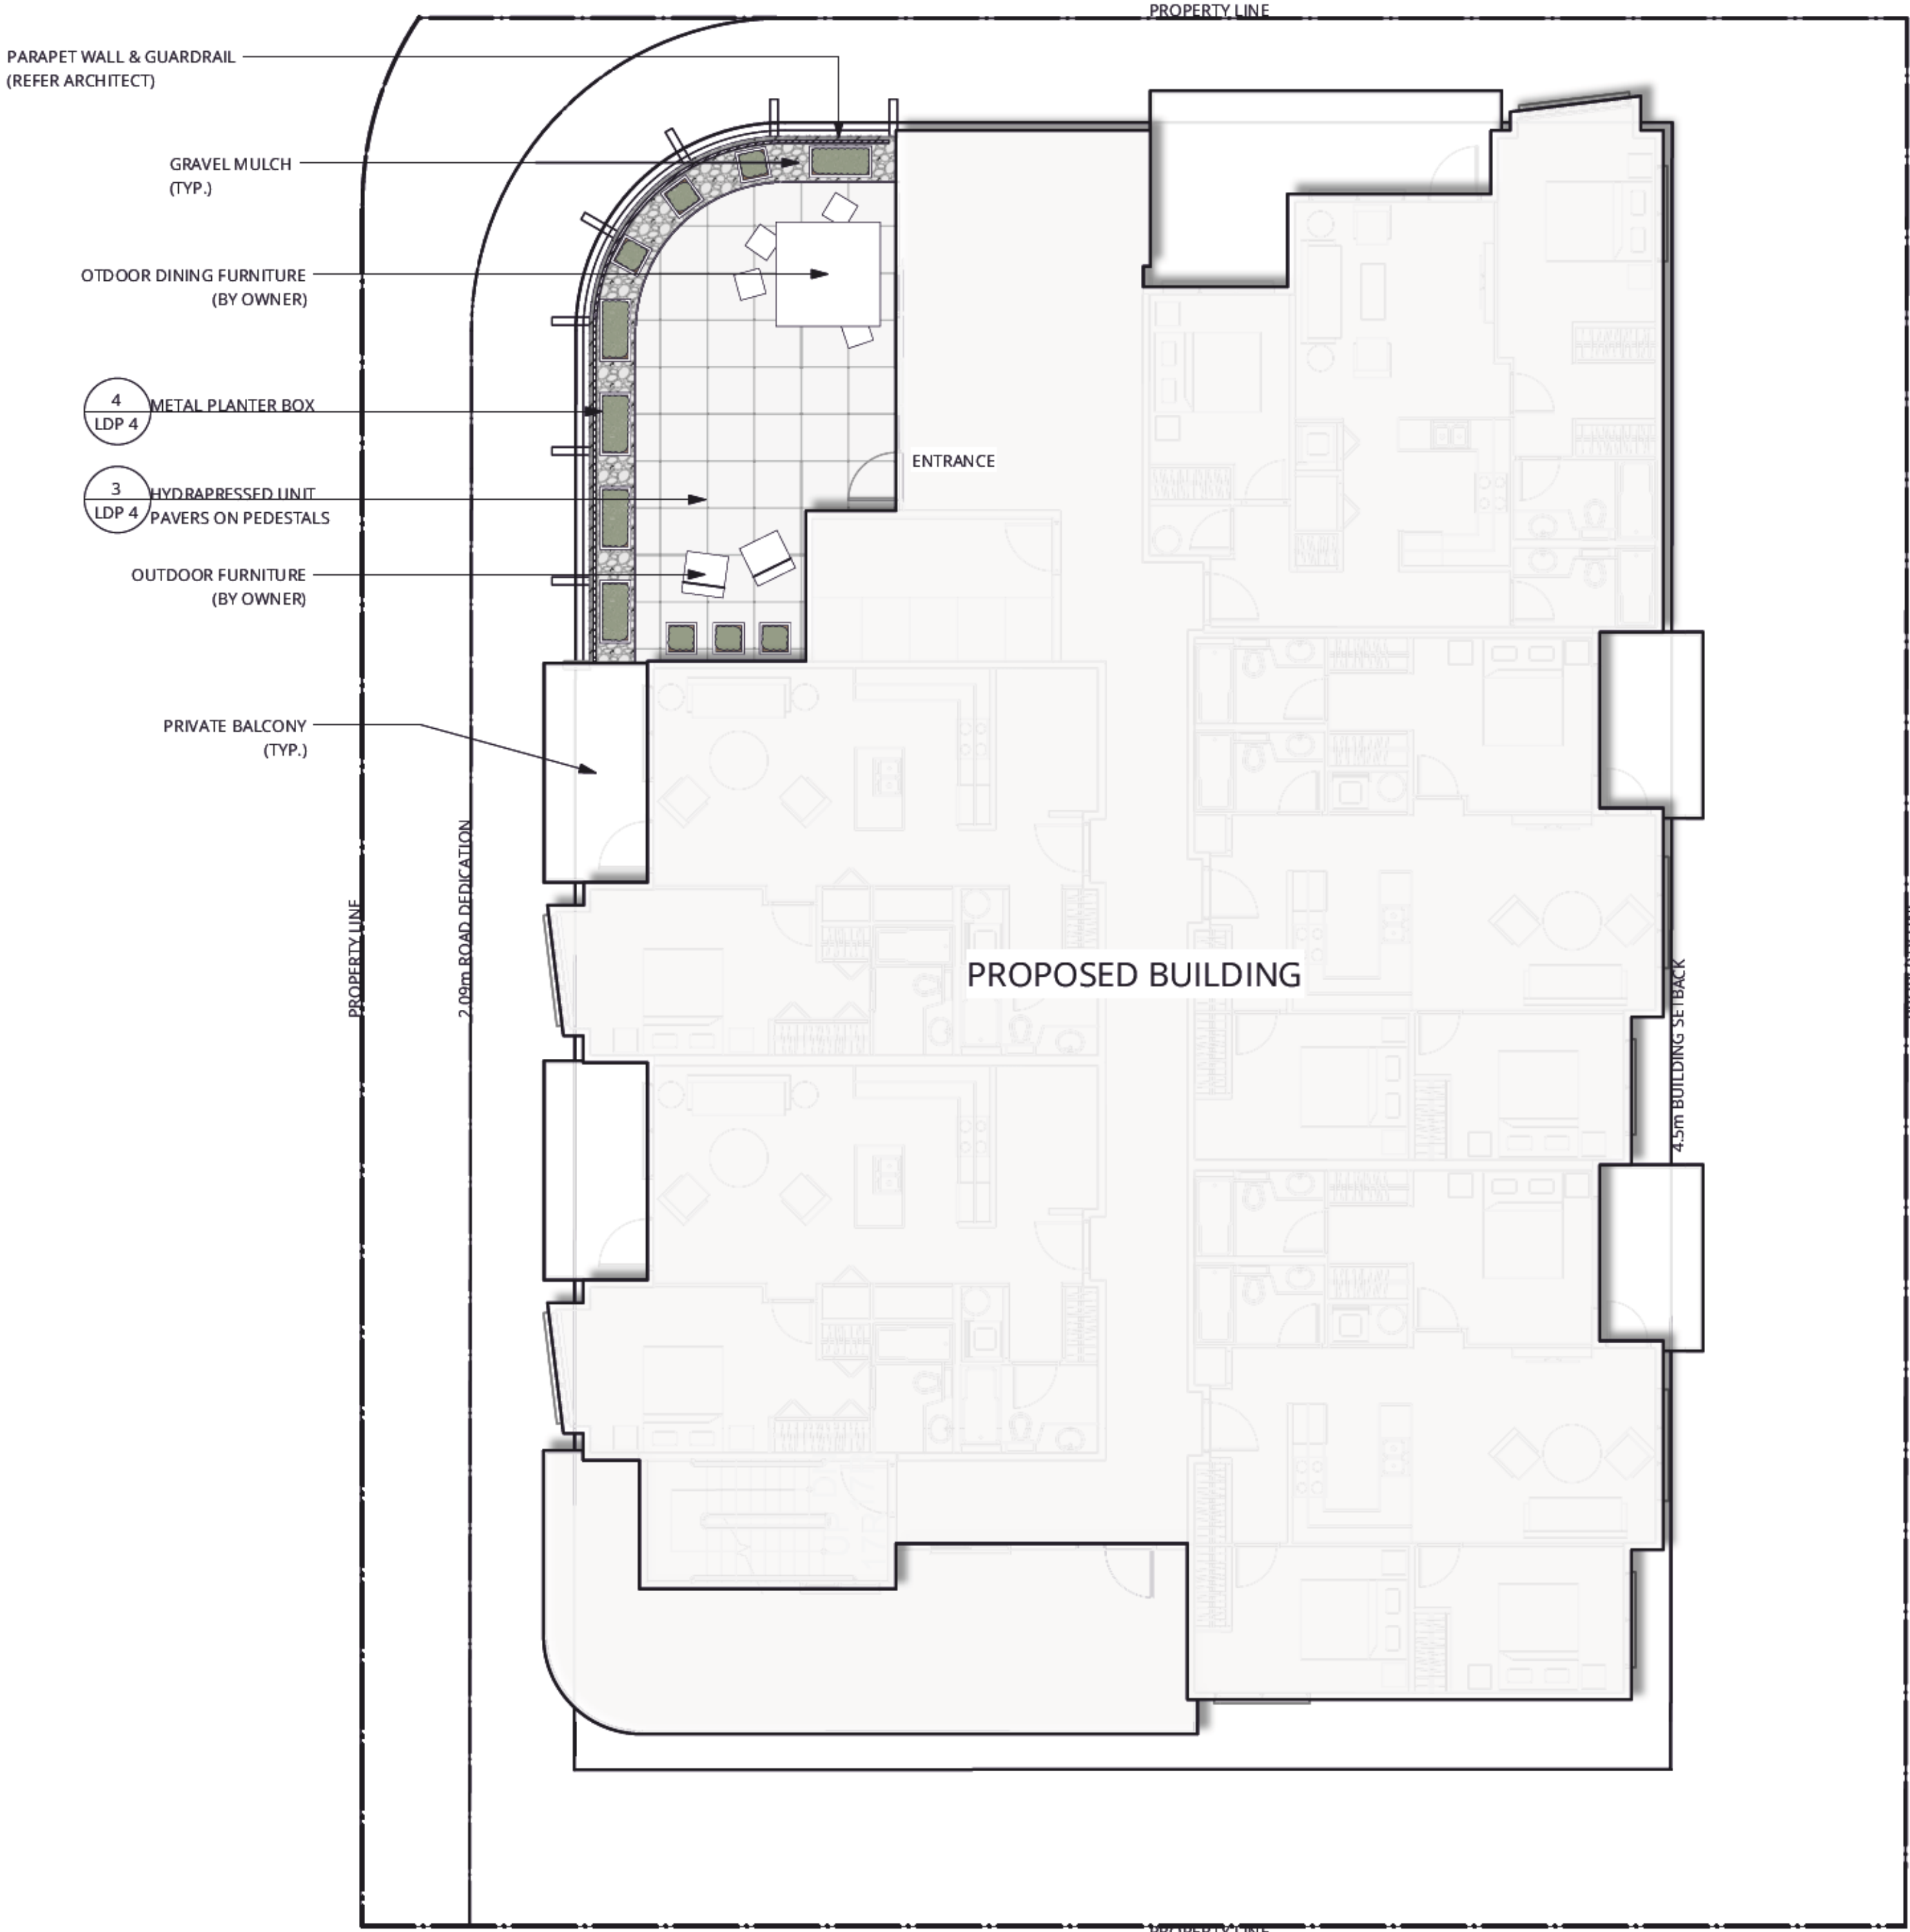 PROPERTY LINE
PARAPET WALL & GUARDRAIL
(REFER ARCHITECT)
GRAVEL MULCH
(TYP.)
OTDOOR DINING FURNITURE
(BY OWNER)
4
LDP 4
METAL PLANTER BOX
ENTRANCE
3
LDP 4
HYDRAPRESSED UNIT
PAVERS ON PEDESTALS
OUTDOOR FURNITURE
(BY OWNER)
PRIVATE BALCONY
(TYP.)
PROPERTY LINE
2.09m ROAD DEDICATION
PROPOSED BUILDING
4.5m BUILDING SETBACK
PROPERTY LINE